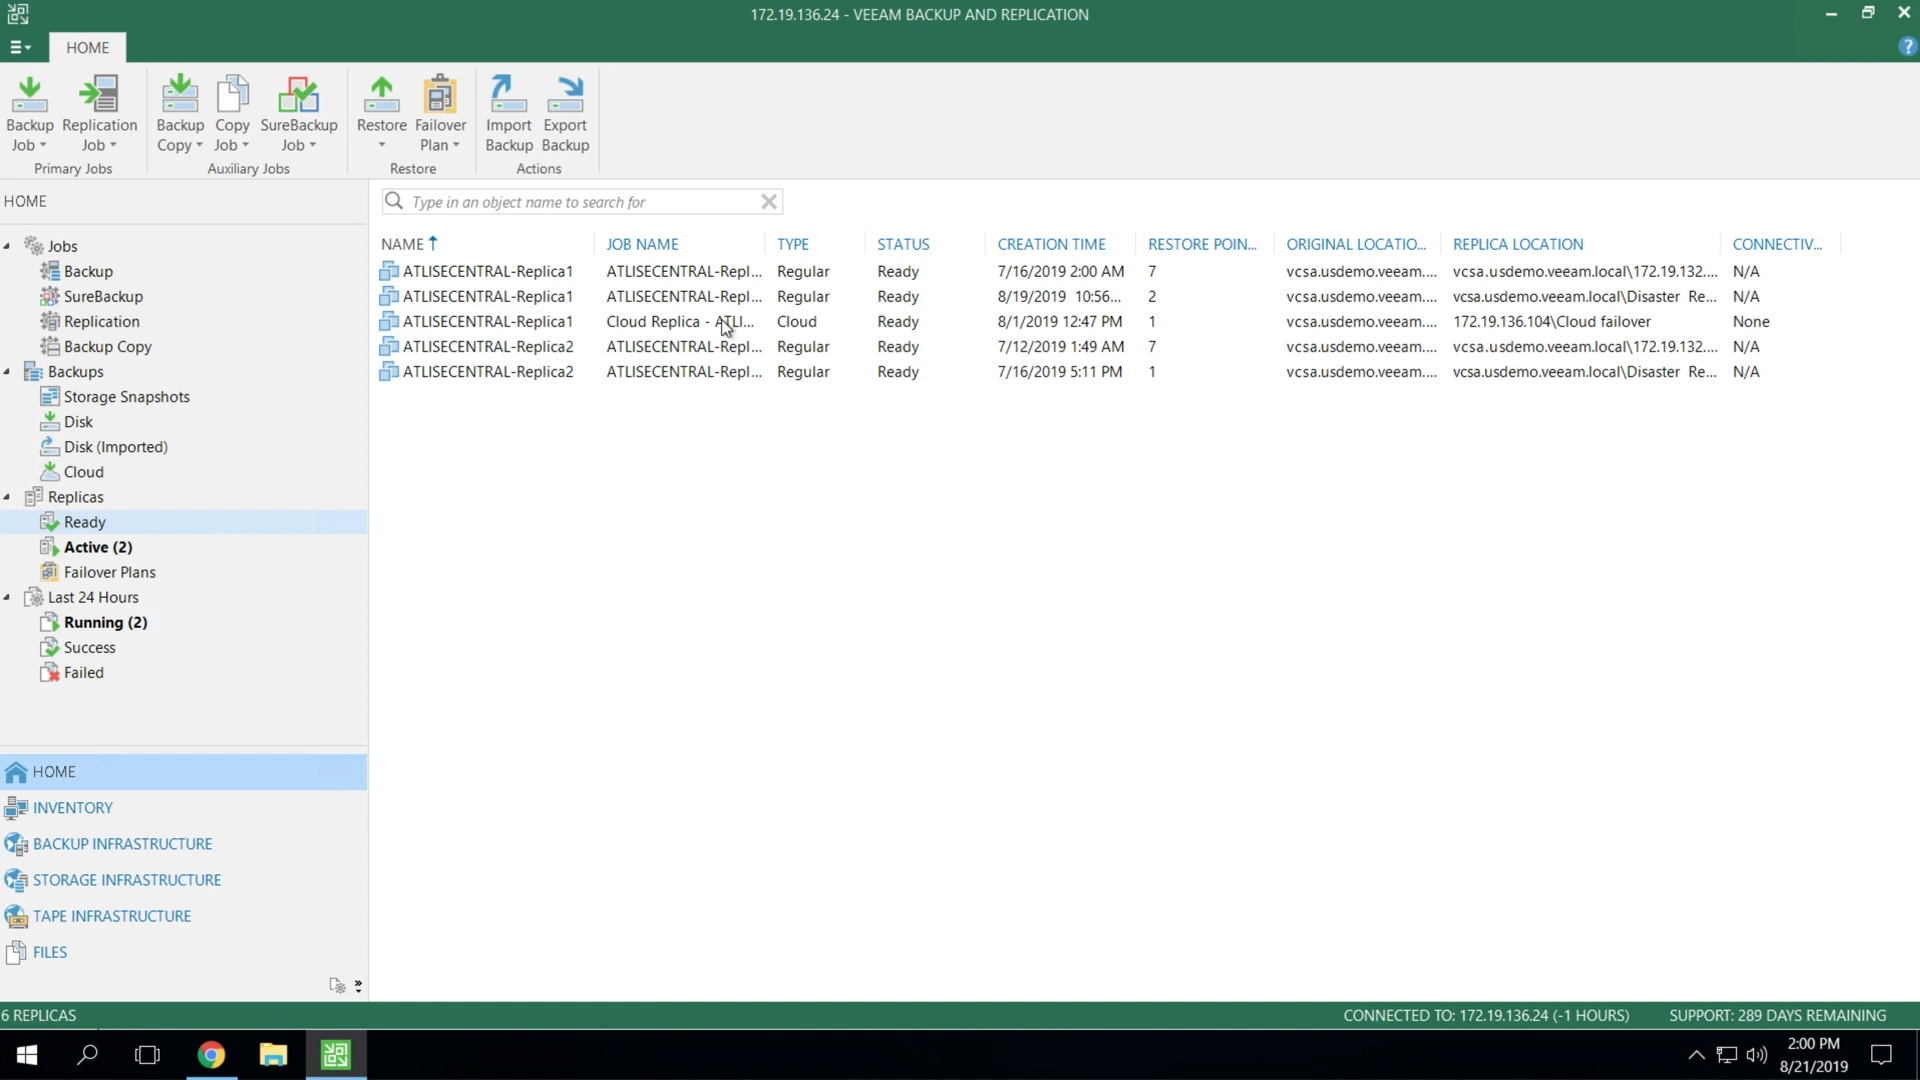 172.19.136.24 - VEEAM BACKUP AND REPLICATION
HOME
?
Backup Job
Replication Job
Primary Jobs
Backup Copy
Copy Job
SureBackup Job
Auxiliary Jobs
Restore
Failover Plan
Restore
Import Backup
Export Backup
Actions
HOME
Type in an object name to search for
Jobs
Backup
SureBackup
Replication
Backup Copy
Backups
Storage Snapshots
Disk
Disk (Imported)
Cloud
Replicas
Ready
Active (2)
Failover Plans
Last 24 Hours
Running (2)
Success
Failed
NAME JOB NAME TYPE STATUS CREATION TIME RESTORE POIN... ORIGINAL LOCATIO... REPLICA LOCATION CONNECTIV...
ATLISECENTRAL-Replica1 ATLISECENTRAL-Repl... Regular Ready 7/16/2019 2:00 AM 7 vcsa.usdemo.veeam.... vcsa.usdemo.veeam.local\172.19.132.... N/A
ATLISECENTRAL-Replica1 ATLISECENTRAL-Repl... Regular Ready 8/19/2019 10:56... 2 vcsa.usdemo.veeam.... vcsa.usdemo.veeam.local\Disaster Re... N/A
ATLISECENTRAL-Replica1 Cloud Replica - ATLI... Cloud Ready 8/1/2019 12:47 PM 1 vcsa.usdemo.veeam.... 172.19.136.104\Cloud failover None
ATLISECENTRAL-Replica2 ATLISECENTRAL-Repl... Regular Ready 7/12/2019 1:49 AM 7 vcsa.usdemo.veeam.... vcsa.usdemo.veeam.local\172.19.132.... N/A
ATLISECENTRAL-Replica2 ATLISECENTRAL-Repl... Regular Ready 7/16/2019 5:11 PM 1 vcsa.usdemo.veeam.... vcsa.usdemo.veeam.local\Disaster Re... N/A
HOME
INVENTORY
BACKUP INFRASTRUCTURE
STORAGE INFRASTRUCTURE
TAPE INFRASTRUCTURE
FILES
6 REPLICAS
CONNECTED TO: 172.19.136.24 (-1 HOURS)
SUPPORT: 289 DAYS REMAINING
2:00 PM
8/21/2019